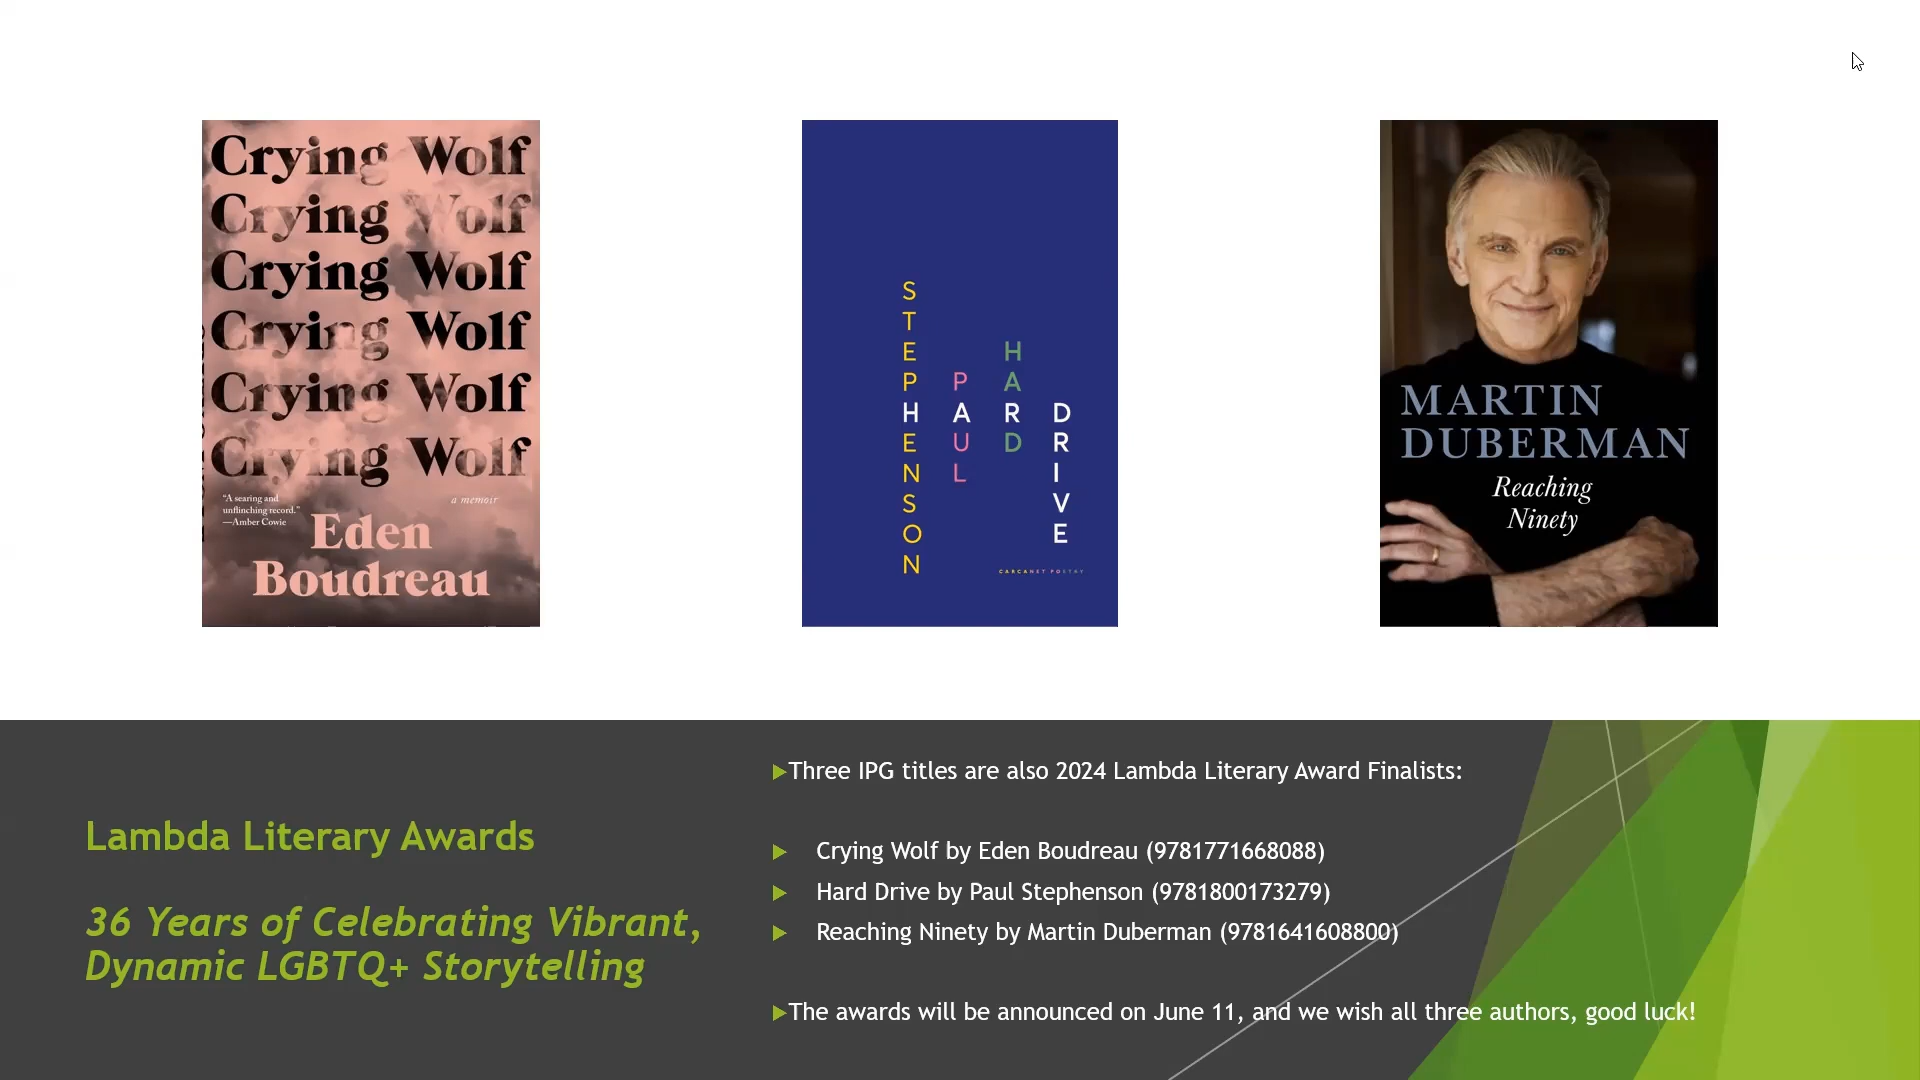 Crying Wolf
Crying Wolf
Crying Wolf
Crying Wolf
Crying Wolf
Crying Wolf
"A searing and
unflinching record."
—Amber Cowie
a memoir
Eden
Boudreau
STEPHENSON
PAUL
HARD
DRIVE
CARCANET POETRY
MARTIN
DUBERMAN
Reaching
Ninety
Lambda Literary Awards
36 Years of Celebrating Vibrant,
Dynamic LGBTQ+ Storytelling
Three IPG titles are also 2024 Lambda Literary Award Finalists:
Crying Wolf by Eden Boudreau (9781771668088)
Hard Drive by Paul Stephenson (9781800173279)
Reaching Ninety by Martin Duberman (9781641608800)
The awards will be announced on June 11, and we wish all three authors, good luck!